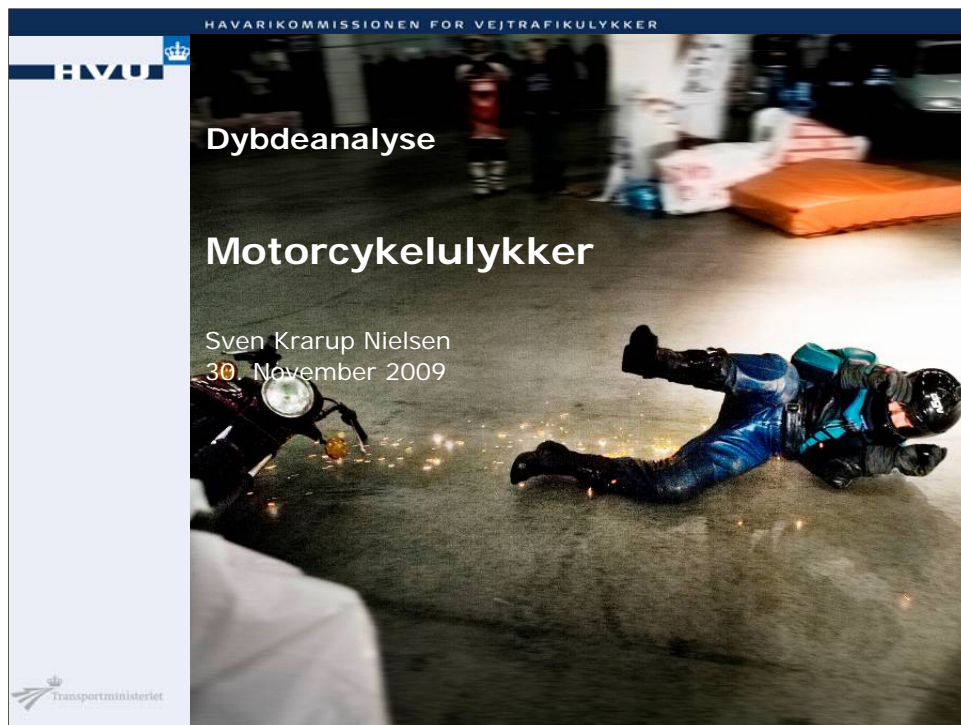 HAVARIKOMMISSIONEN FOR VEJTRAFIKULYKKER
HVU
Dybdeanalyse
Motorcykelulykker
Sven Krarup Nielsen
30. November 2009
Transportministeriet